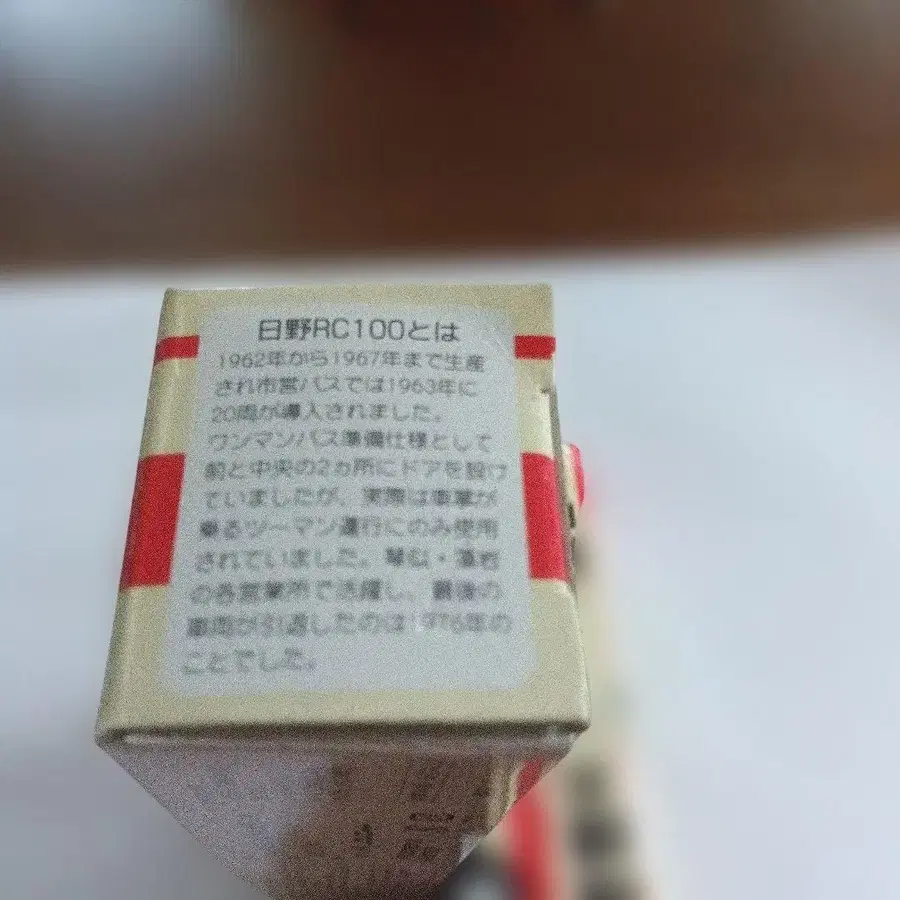 日野RC100とは
1962年から1967年まで生産
され市営バスでは1963年に
20両が導入されました。
ワンマンバス準備仕様として
前と中央の2ヵ所にドアを設け
ていましたが、実際は車掌が
乗るツーマン運行にのみ使用
されていました。琴似・藻岩
の各営業所で活躍し、最後の
車両が引退したのは1976年の
ことでした。